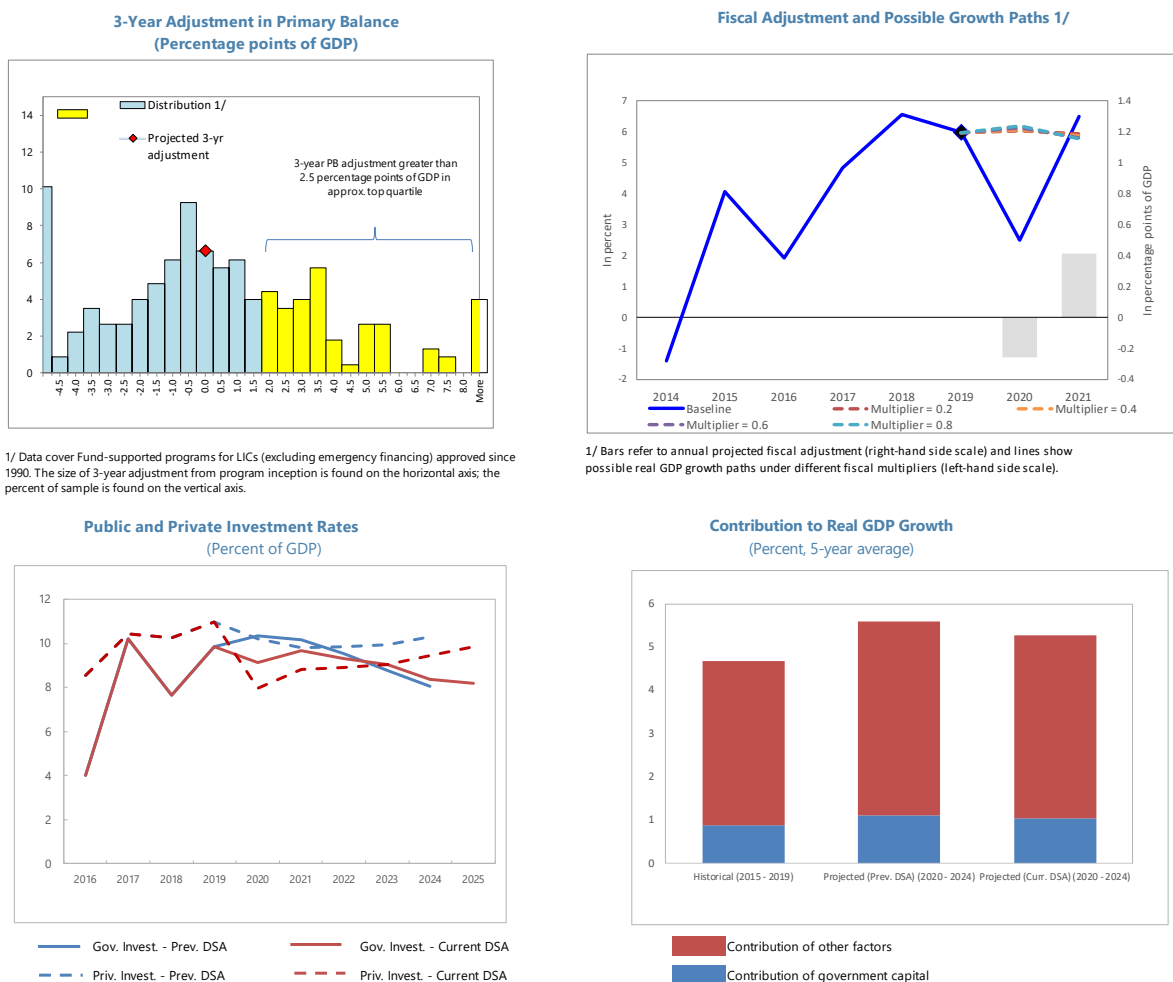 3-Year Adjustment in Primary Balance
(Percentage points of GDP)
14
12
10
8
6
4
2
0
Distribution 1/
Projected 3-yr
adjustment
3-year PB adjustment greater than
2.5 percentage points of GDP in
approx. top quartile
-4.5
-4.0
-3.5
-3.0
-2.5
-2.0
-1.5
-1.0
-0.5
0.0
0.5
1.0
1.5
2.0
2.5
3.0
3.5
4.0
4.5
5.0
5.5
6.0
6.5
7.0
7.5
8.0
More
1/ Data cover Fund-supported programs for LICs (excluding emergency financing) approved since
1990. The size of 3-year adjustment from program inception is found on the horizontal axis; the
percent of sample is found on the vertical axis.
Fiscal Adjustment and Possible Growth Paths 1/
In percent
7
6
5
4
3
2
1
0
-1
-2
1.4
1.2
1
0.8
0.6
0.4
0.2
0
-0.2
-0.4
In percentage points of GDP
2014 2015 2016 2017 2018 2019 2020 2021
Baseline Multiplier = 0.2 Multiplier = 0.4
Multiplier = 0.6 Multiplier = 0.8
1/ Bars refer to annual projected fiscal adjustment (right-hand side scale) and lines show
possible real GDP growth paths under different fiscal multipliers (left-hand side scale).
Public and Private Investment Rates
(Percent of GDP)
12
10
8
6
4
2
0
2016 2017 2018 2019 2020 2021 2022 2023 2024 2025
Gov. Invest. - Prev. DSA Gov. Invest. - Current DSA
Priv. Invest. - Prev. DSA Priv. Invest. - Current DSA
Contribution to Real GDP Growth
(Percent, 5-year average)
6
5
4
3
2
1
0
Historical (2015 - 2019) Projected (Prev. DSA) (2020 - 2024) Projected (Curr. DSA) (2020 - 2024)
Contribution of other factors
Contribution of government capital